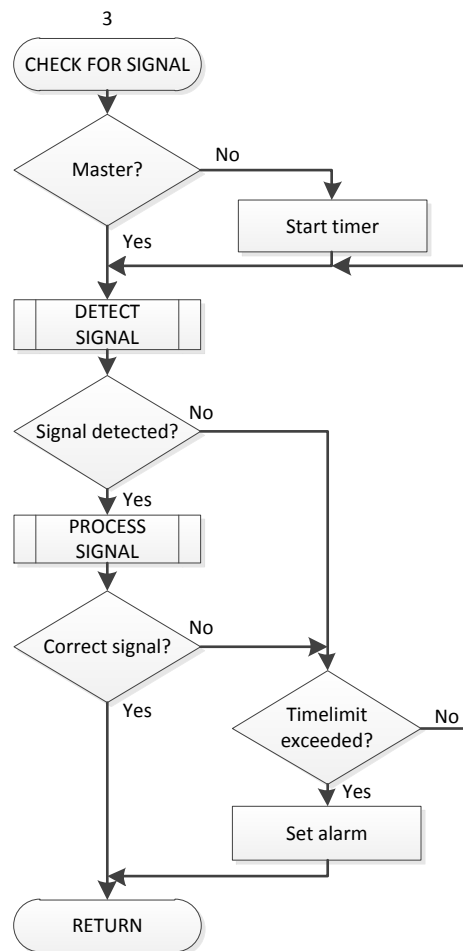 3
CHECK FOR SIGNAL
Master?
No
Start timer
Yes
DETECT
SIGNAL
No
Signal detected?
Yes
PROCESS
SIGNAL
No
Correct signal?
Yes
Timelimit
exceeded?
No
Yes
Set alarm
RETURN